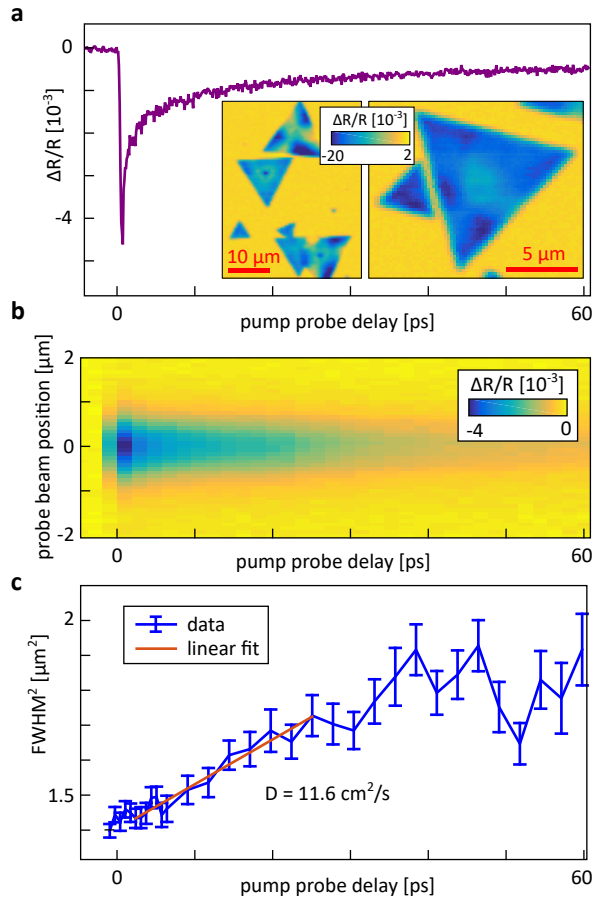 a
0
-4
ΔR/R [10⁻³]
ΔR/R [10⁻³]
-20 2
10 µm
5 µm
0 60
pump probe delay [ps]
b
2
0
-2
probe beam position [µm]
ΔR/R [10⁻³]
-4 0
0 60
pump probe delay [ps]
c
2
1.5
FWHM² [µm²]
data
linear fit
D = 11.6 cm²/s
0 60
pump probe delay [ps]